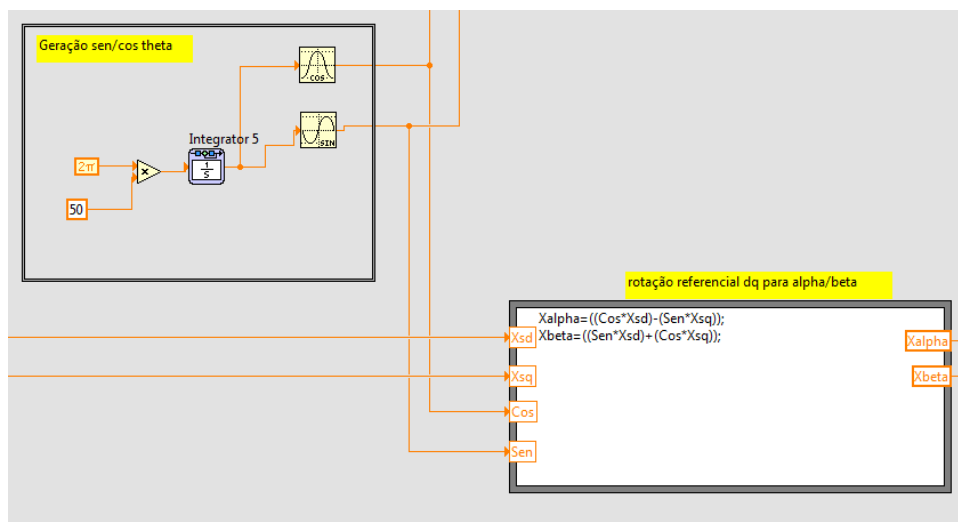 Geração sen/cos theta
COS
Integrator 5
SIN
2π
×
1
S
50
rotação referencial dq para alpha/beta
Xalpha=((Cos*Xsd)-(Sen*Xsq));
Xbeta=((Sen*Xsd)+(Cos*Xsq));
Xsd
Xalpha
Xsq
Xbeta
Cos
Sen